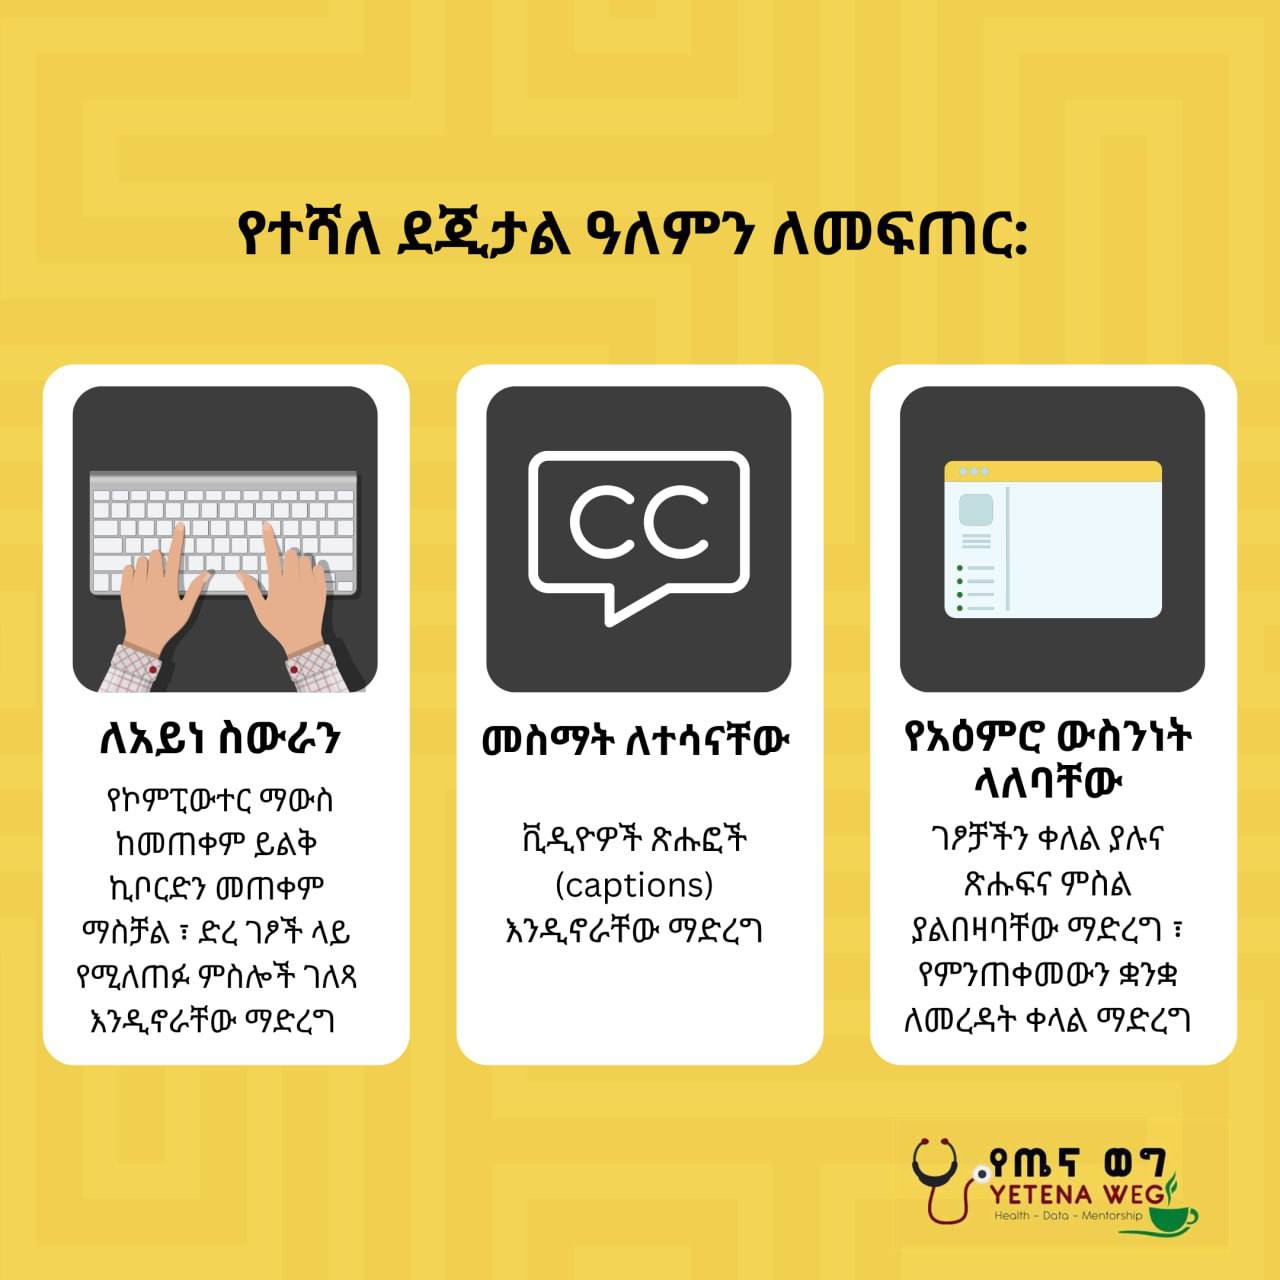 የተሻለ ደጂታል ዓለምን ለመፍጠር:
CC
ለአይነ ስውራን
የኮምፒውተር ማውስ
ከመጠቀም ይልቅ
ኪቦርድን መጠቀም
ማስቻል ፣ ድረ ገፆች ላይ
የሚለጠፉ ምስሎች ገለጻ
እንዲኖራቸው ማድረግ
መስማት ለተሳናቸው
ቪዲዮዎች ጽሑፎች
(captions)
እንዲኖራቸው ማድረግ
የአዕምሮ ውስንነት
ላለባቸው
ገፆቻችን ቀለል ያሉና
ጽሑፍና ምስል
ያልበዛባቸው ማድረግ ፣
የምንጠቀመውን ቋንቋ
ለመረዳት ቀላል ማድረግ
የጤና ወግ
YETENA WEG
Health - Data - Mentorship